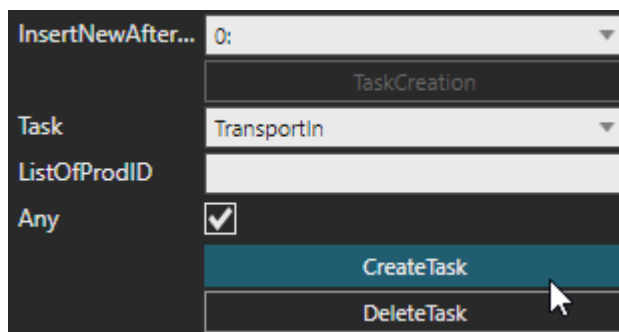 InsertNewAfter... 0:
TaskCreation
Task TransportIn
ListOfProdID
Any
CreateTask
DeleteTask